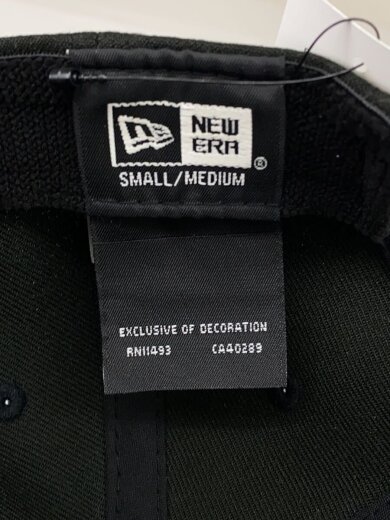 NEW
ERA
®
SMALL/MEDIUM
EXCLUSIVE OF DECORATION
RN11493 CA40289